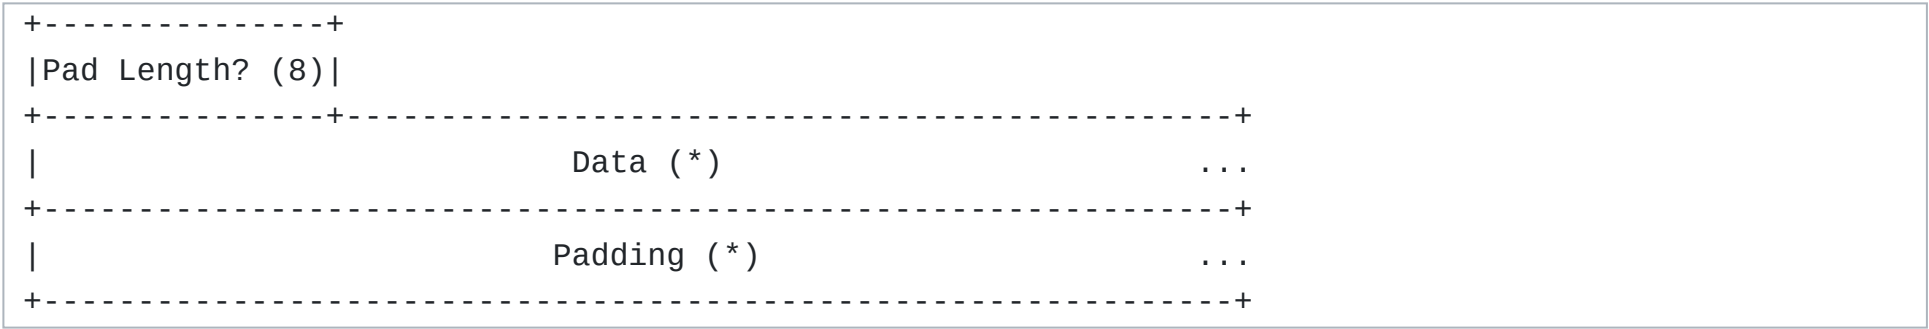 +---------------+
|Pad Length? (8)|
+---------------+-----------------------------------------------+
|                            Data (*)                         ...
+---------------------------------------------------------------+
|                           Padding (*)                       ...
+---------------------------------------------------------------+